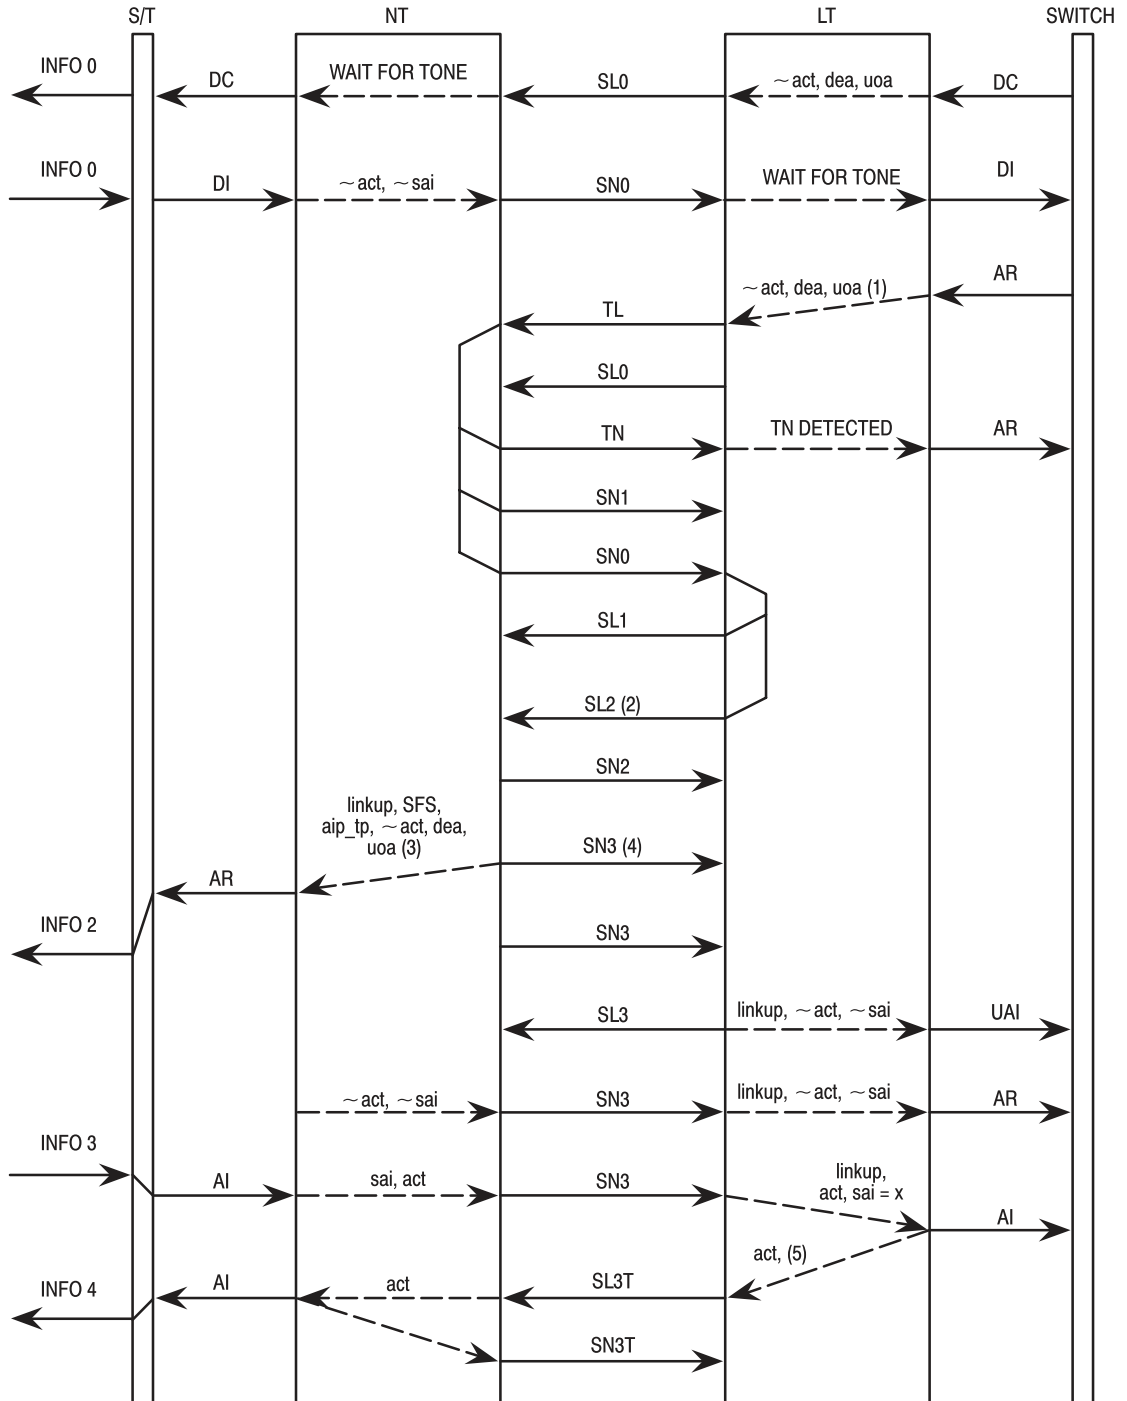 S/T NT LT SWITCH
INFO 0 DC WAIT FOR TONE SL0 ~act, dea, uoa DC
INFO 0 DI ~act, ~sai SN0 WAIT FOR TONE DI
~act, dea, uoa (1) AR
TL
SL0
TN TN DETECTED AR
SN1
SN0
SL1
SL2 (2)
SN2
linkup, SFS,
aip_tp, ~act, dea,
uoa (3) SN3 (4)
AR
INFO 2 SN3
SL3 linkup, ~act, ~sai UAI
~act, ~sai SN3 linkup, ~act, ~sai AR
INFO 3
AI sai, act SN3 linkup,
act, sai = x
AI
act, (5)
INFO 4 AI act SL3T
SN3T